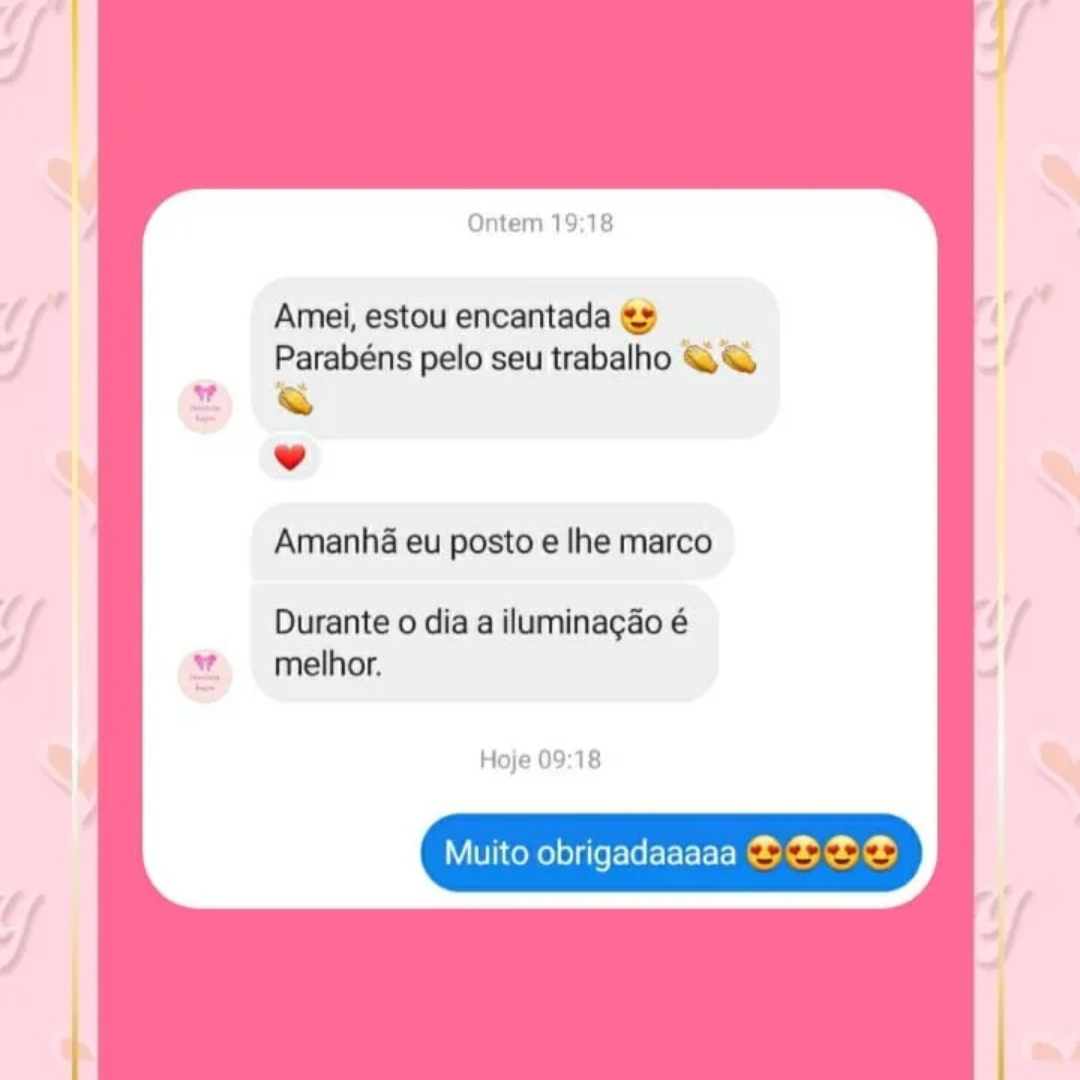 Ontem 19:18
Amei, estou encantada 😍
Parabéns pelo seu trabalho 👏👏
👏
❤️
Amanhã eu posto e lhe marco
Durante o dia a iluminação é
melhor.
Hoje 09:18
Muito obrigadaaaaa 😍😍😍😍